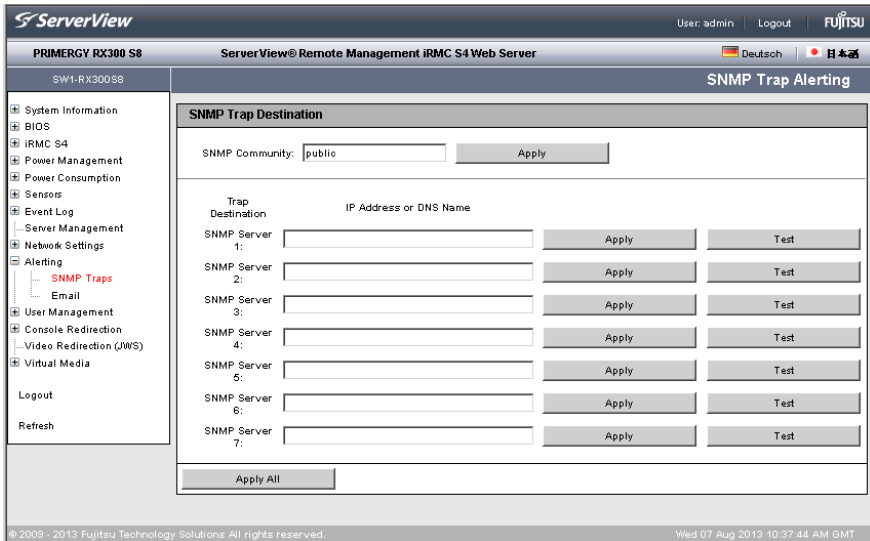 ServerView
User: admin Logout FUJITSU
PRIMERGY RX300 S8 ServerView® Remote Management iRMC S4 Web Server Deutsch 日本語
SW1-RX300S8 SNMP Trap Alerting
System Information
BIOS
iRMC S4
Power Management
Power Consumption
Sensors
Event Log
Server Management
Network Settings
Alerting
SNMP Traps
Email
User Management
Console Redirection
Video Redirection (JWS)
Virtual Media
Logout
Refresh
SNMP Trap Destination
SNMP Community: public Apply
Trap
Destination
IP Address or DNS Name
SNMP Server
1:
Apply Test
SNMP Server
2:
Apply Test
SNMP Server
3:
Apply Test
SNMP Server
4:
Apply Test
SNMP Server
5:
Apply Test
SNMP Server
6:
Apply Test
SNMP Server
7:
Apply Test
Apply All
© 2009 - 2013 Fujitsu Technology Solutions All rights reserved. Wed 07 Aug 2013 10:37:44 AM GMT